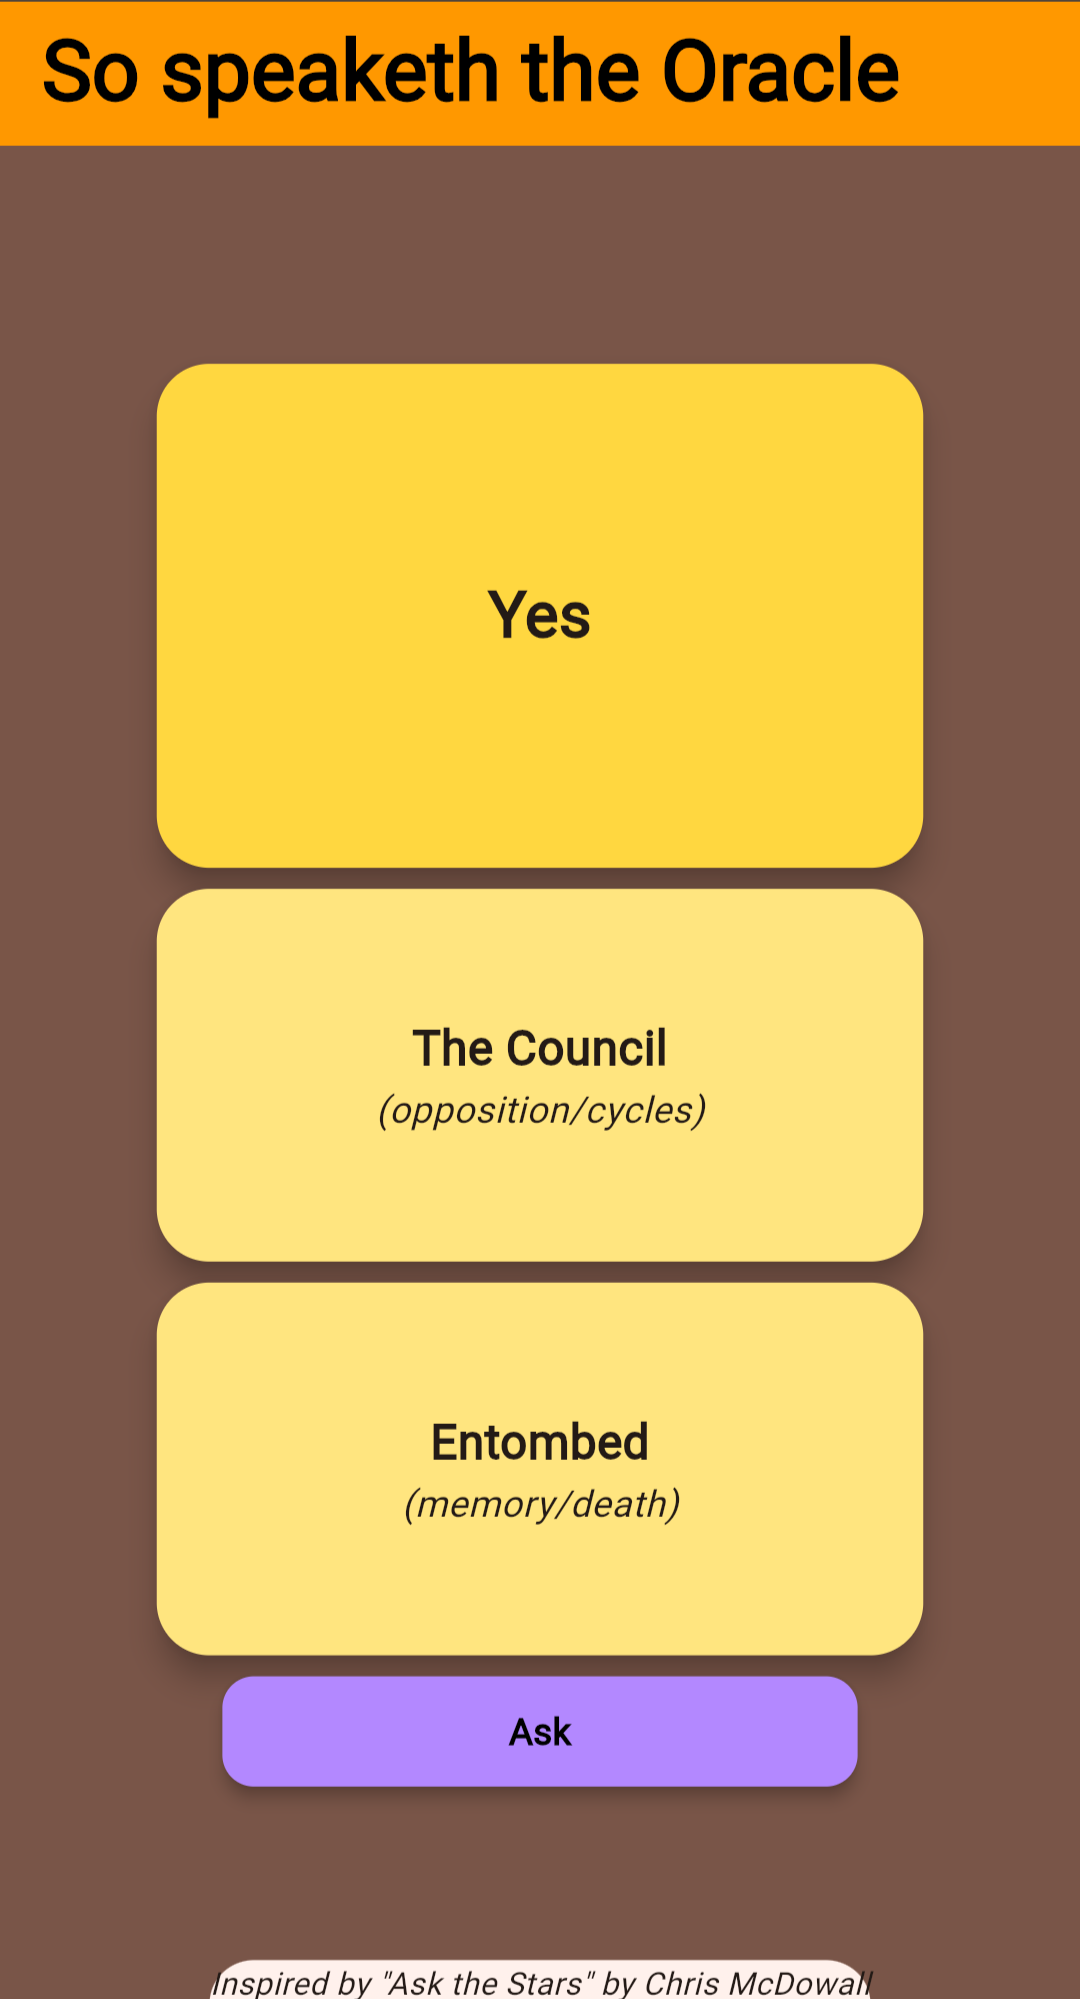 So speaketh the Oracle
Yes
The Council
(opposition/cycles)
Entombed
(memory/death)
Ask
Inspired by "Ask the Stars" by Chris McDowall